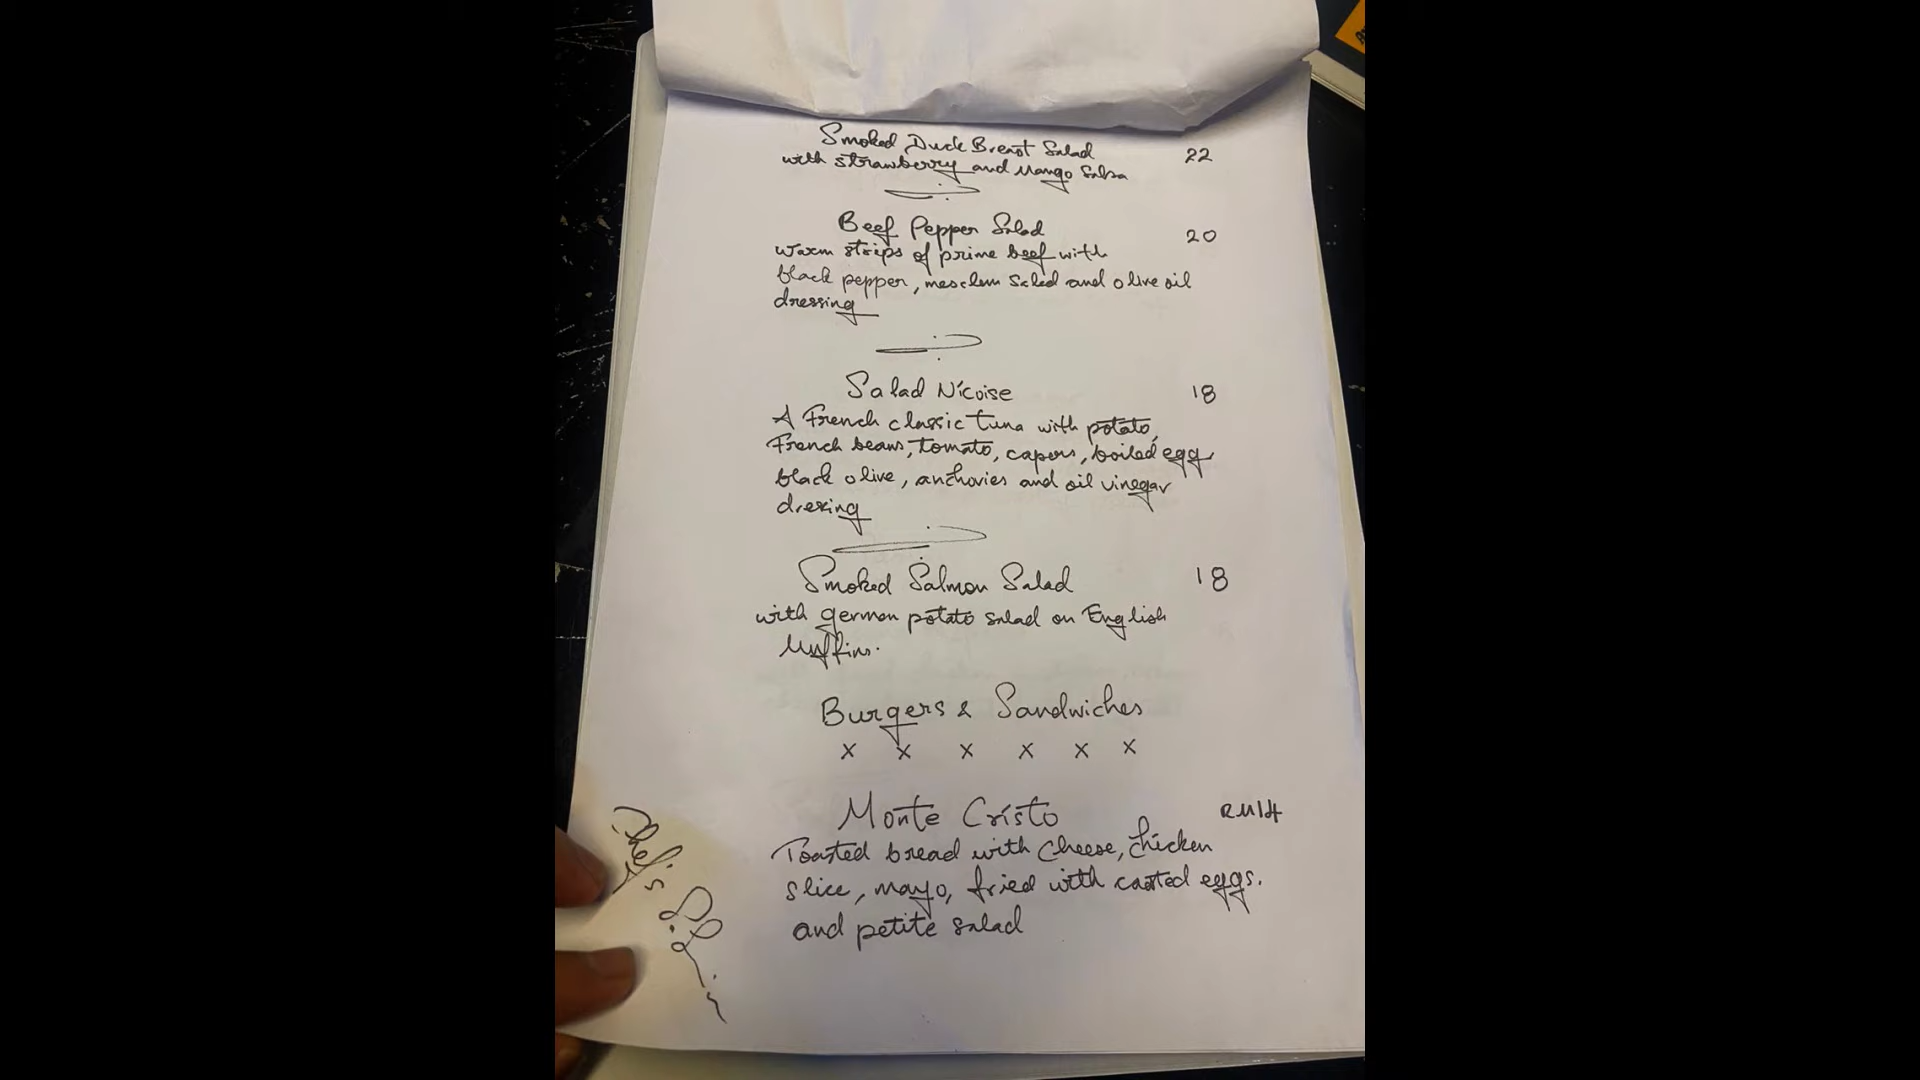 Smoked Duck Breast Salad 22
with strawberry and Mango Salsa
Beef Pepper Salad 20
warm strips of prime beef with
black pepper, mesclun salad and olive oil
dressing
Salad Nicoise 18
A French classic tuna with potato,
French beans, tomato, capers, boiled egg,
black olive, anchovies and oil vinegar
dressing
Smoked Salmon Salad 18
with german potato salad on English
Muffins.
Burgers & Sandwiches
x x x x x x
Monte Cristo RM14
Toasted bread with cheese, chicken
slice, mayo, fried with coated eggs.
and petite salad
Chef's